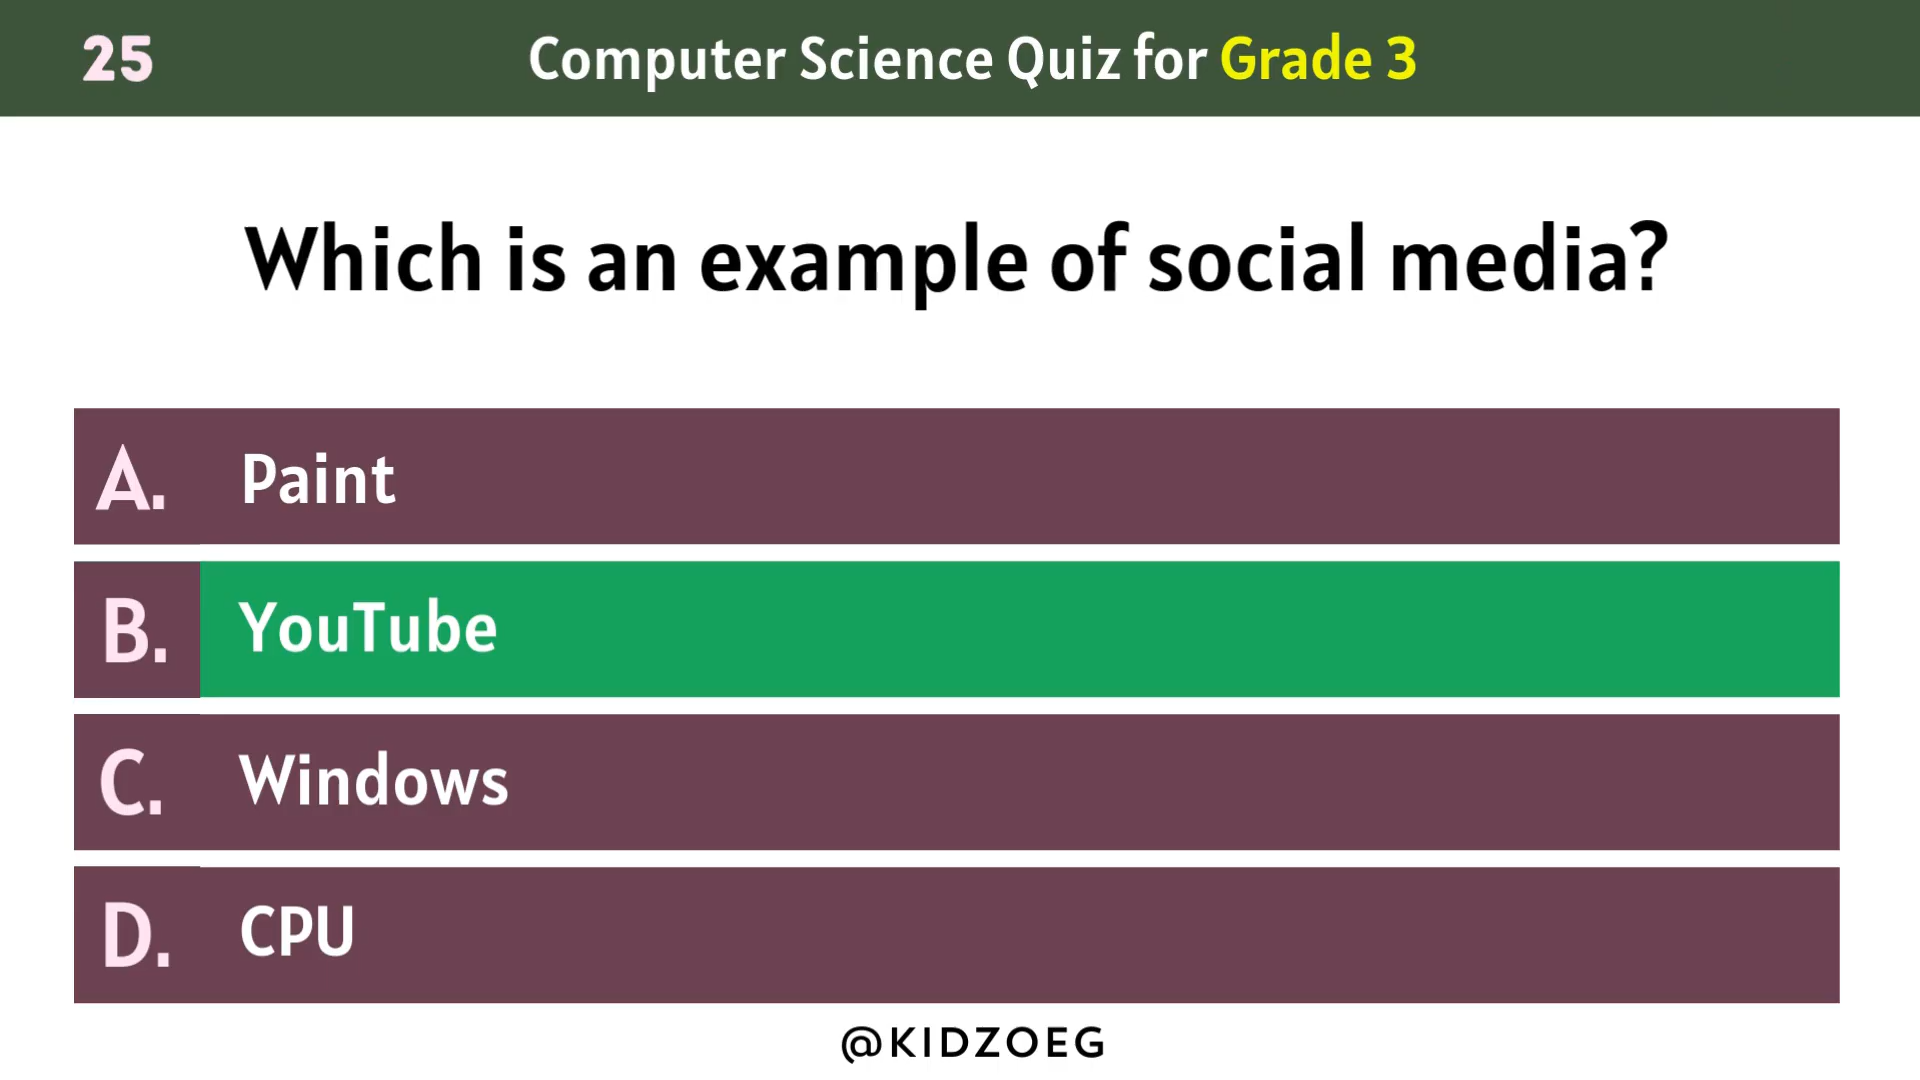 25
Computer Science Quiz for Grade 3
Which is an example of social media?
A. Paint
B. YouTube
C. Windows
D. CPU
@KIDZOEG